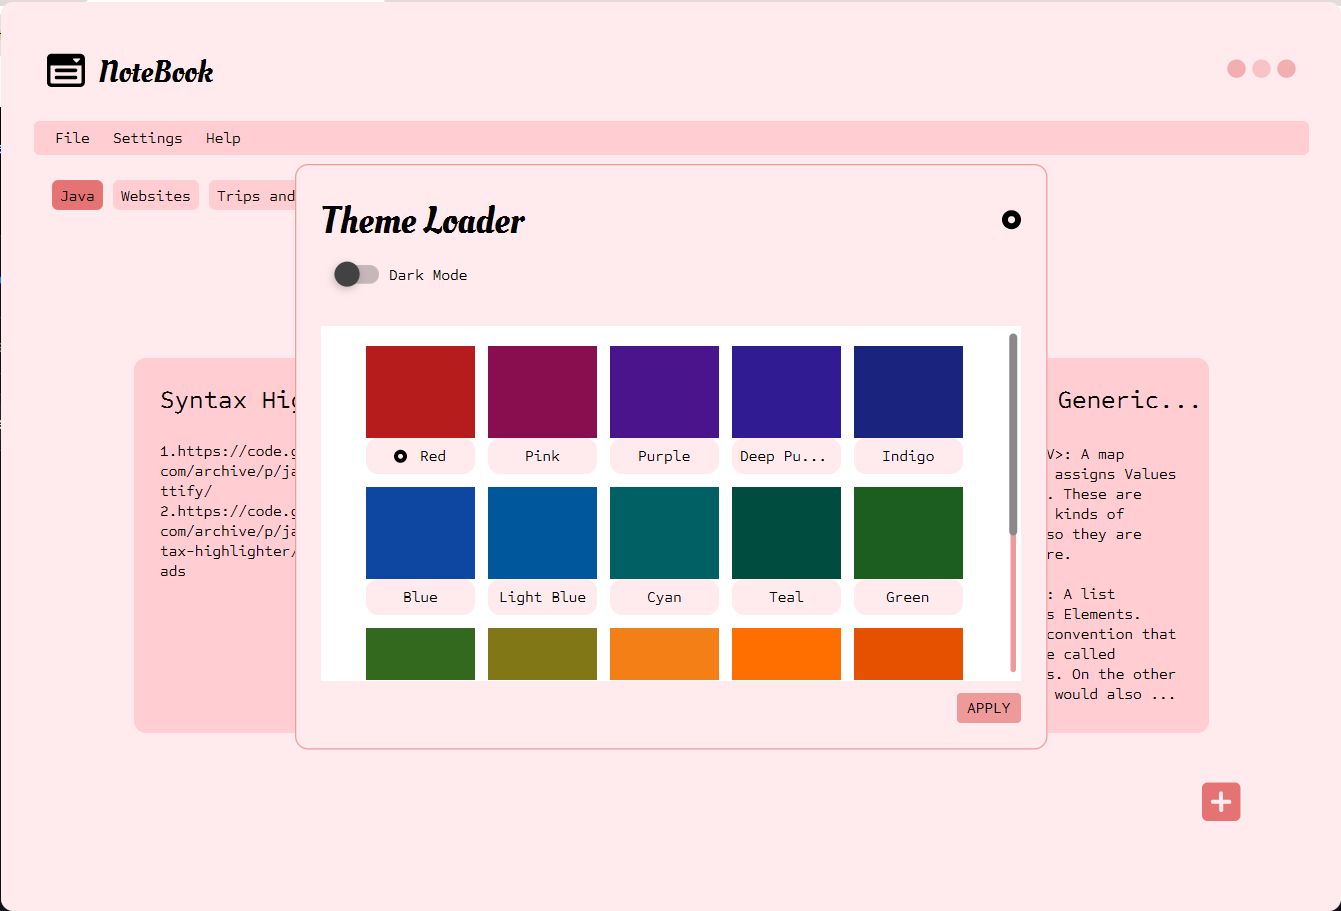 NoteBook
File Settings Help
Java Websites Trips and
Theme Loader
Dark Mode
Red Pink Purple Deep Pu... Indigo
Blue Light Blue Cyan Teal Green
APPLY
Syntax Hig
1.https://code.g
com/archive/p/ja
ttify/
2.https://code.g
com/archive/p/ja
tax-highlighter/
ads
Generic...
V>: A map
assigns Values
. These are
kinds of
so they are
re.
: A list
s Elements.
convention that
e called
s. On the other
would also ...